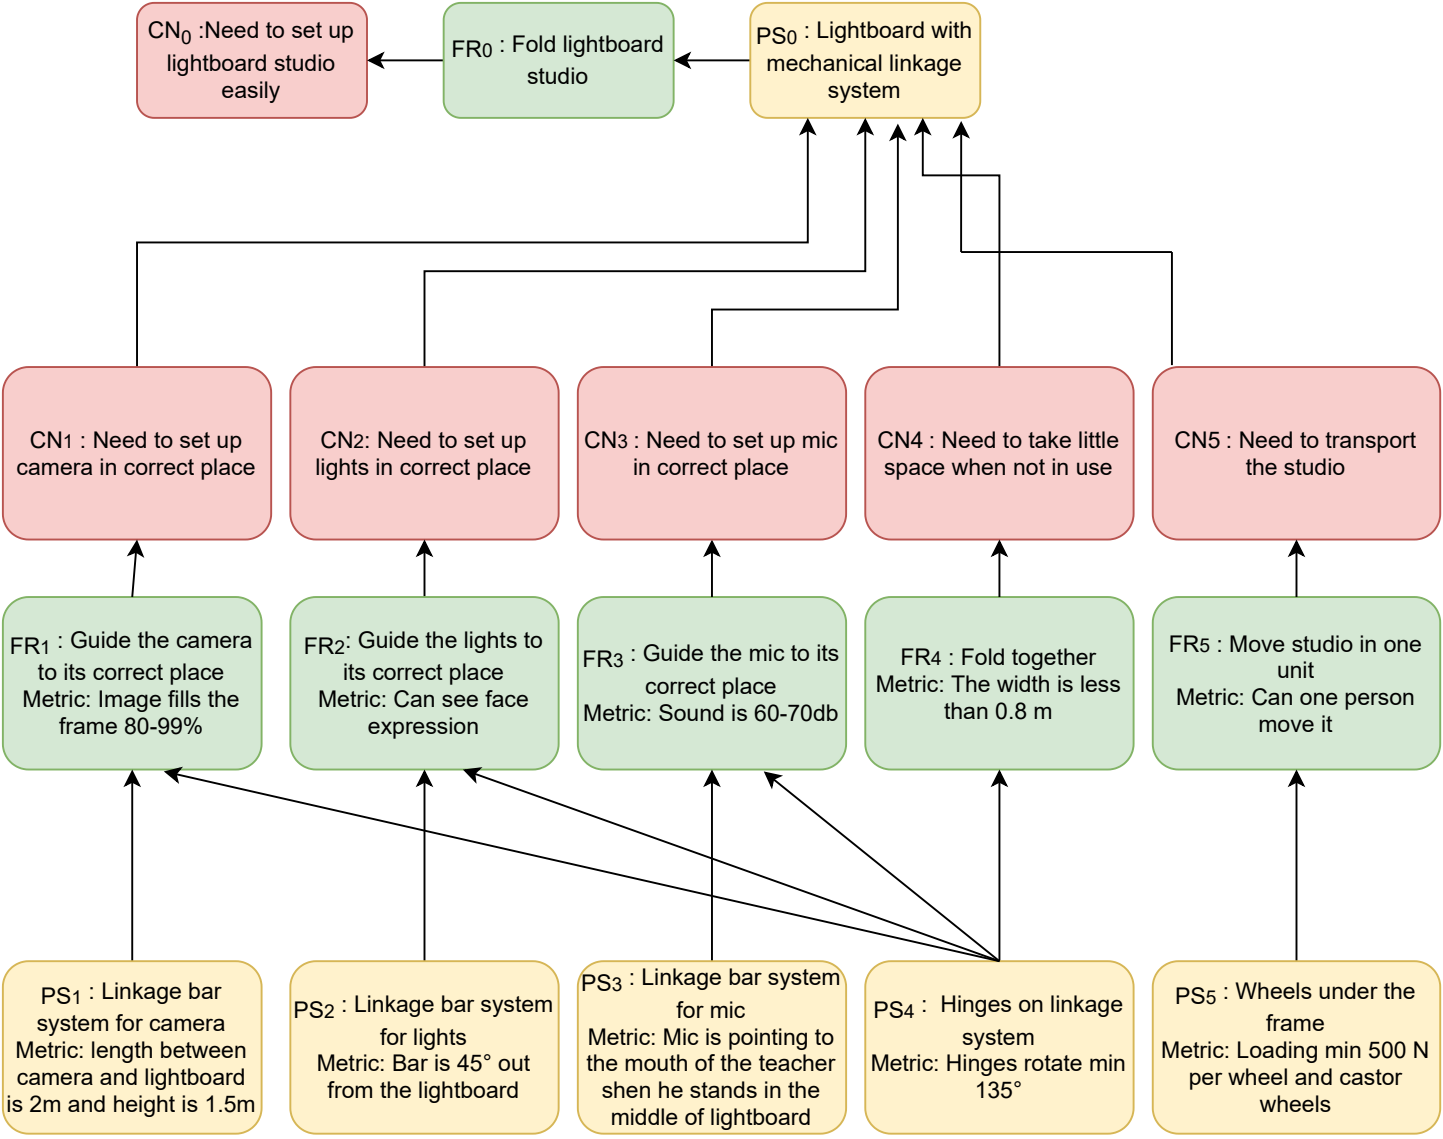 CN0 :Need to set up
lightboard studio
easily
FR0 : Fold lightboard
studio
PS0 : Lightboard with
mechanical linkage
system
CN1 : Need to set up
camera in correct place
CN2: Need to set up
lights in correct place
CN3 : Need to set up mic
in correct place
CN4 : Need to take little
space when not in use
CN5 : Need to transport
the studio
FR1 : Guide the camera
to its correct place
Metric: Image fills the
frame 80-99%
FR2: Guide the lights to
its correct place
Metric: Can see face
expression
FR3 : Guide the mic to its
correct place
Metric: Sound is 60-70db
FR4 : Fold together
Metric: The width is less
than 0.8 m
FR5 : Move studio in one
unit
Metric: Can one person
move it
PS1 : Linkage bar
system for camera
Metric: length between
camera and lightboard
is 2m and height is 1.5m
PS2 : Linkage bar system
for lights
Metric: Bar is 45° out
from the lightboard
PS3 : Linkage bar system
for mic
Metric: Mic is pointing to
the mouth of the teacher
shen he stands in the
middle of lightboard
PS4 : Hinges on linkage
system
Metric: Hinges rotate min
135°
PS5 : Wheels under the
frame
Metric: Loading min 500 N
per wheel and castor
wheels